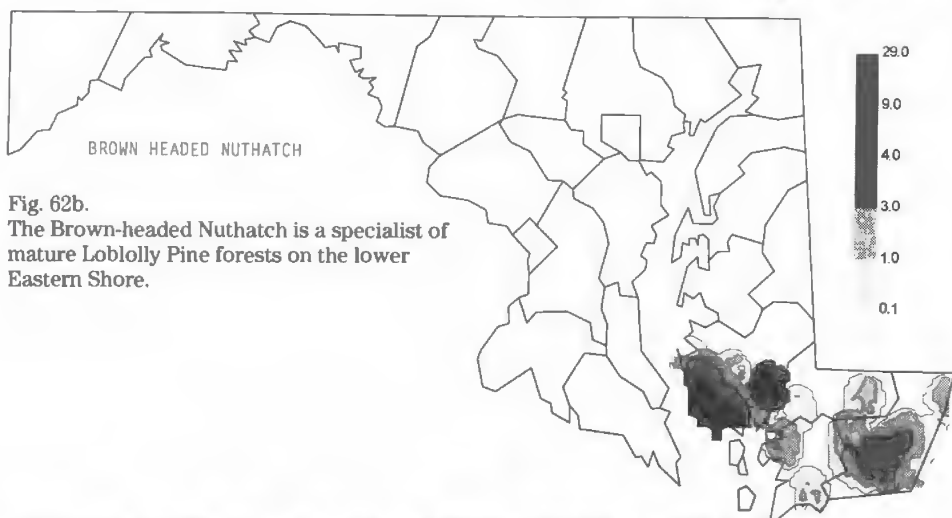 BROWN HEADED NUTHATCH
Fig. 62b.
The Brown-headed Nuthatch is a specialist of
mature Loblolly Pine forests on the lower
Eastern Shore.
29.0
9.0
4.0
3.0
1.0
0.1